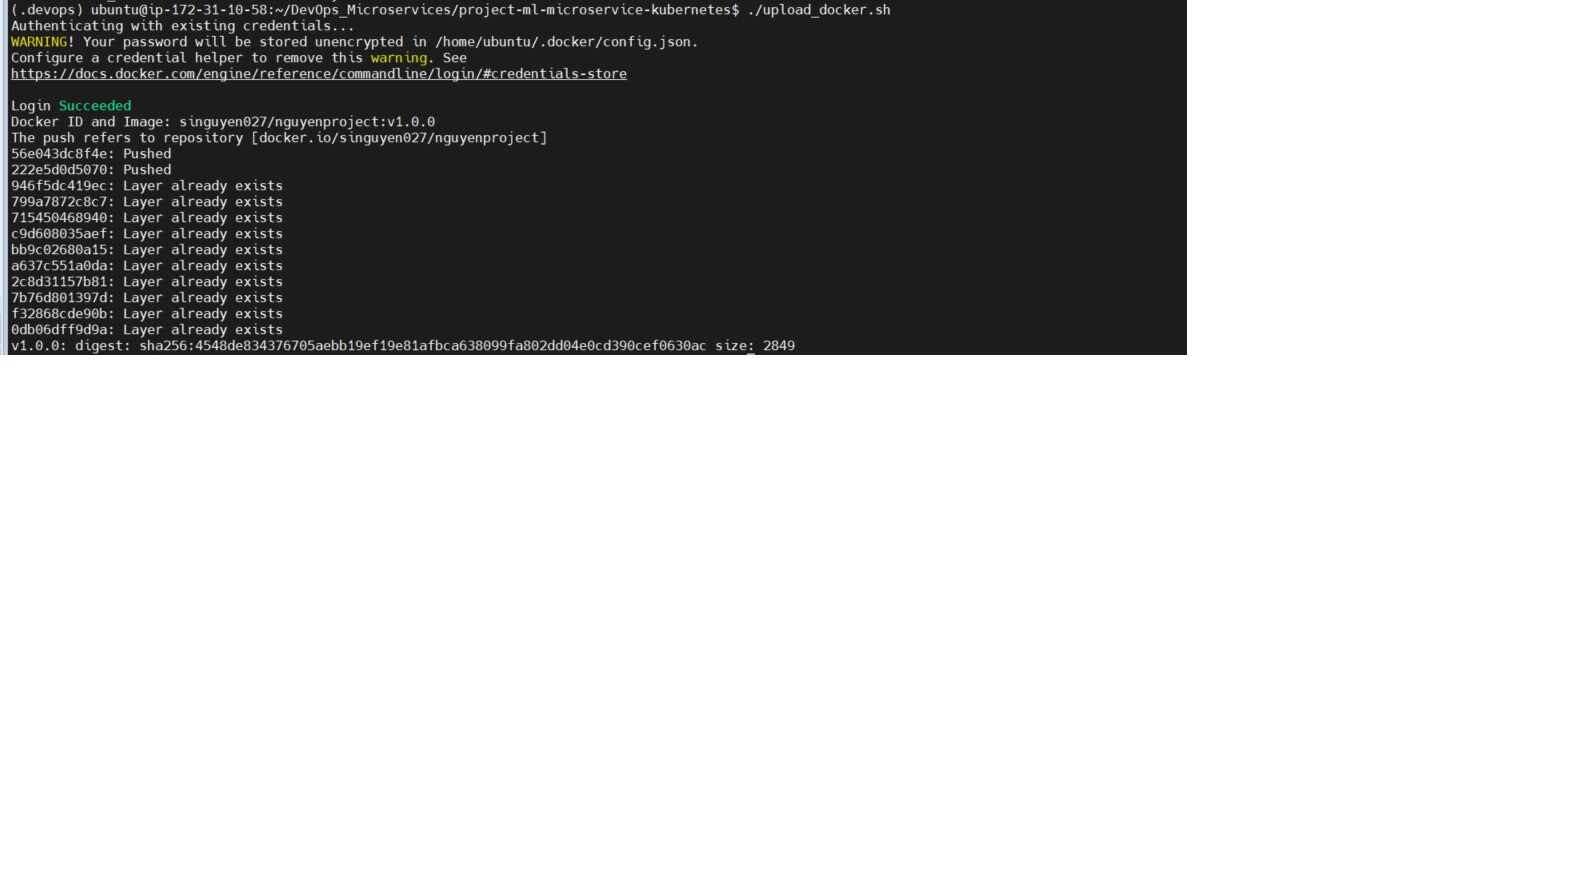 (.devops) ubuntu@ip-172-31-10-58:~/DevOps_Microservices/project-ml-microservice-kubernetes$ ./upload_docker.sh
Authenticating with existing credentials...
WARNING! Your password will be stored unencrypted in /home/ubuntu/.docker/config.json.
Configure a credential helper to remove this warning. See
https://docs.docker.com/engine/reference/commandline/login/#credentials-store
Login Succeeded
Docker ID and Image: singuyen027/nguyenproject:v1.0.0
The push refers to repository [docker.io/singuyen027/nguyenproject]
56e043dc8f4e: Pushed
222e5d0d5070: Pushed
946f5dc419ec: Layer already exists
799a7872c8c7: Layer already exists
715450468940: Layer already exists
c9d608035aef: Layer already exists
bb9c02680a15: Layer already exists
a637c551a0da: Layer already exists
2c8d31157b81: Layer already exists
7b76d801397d: Layer already exists
f32868cde90b: Layer already exists
0db06dff9d9a: Layer already exists
v1.0.0: digest: sha256:4548de834376705aebb19ef19e81afbca638099fa802dd04e0cd390cef0630ac size: 2849